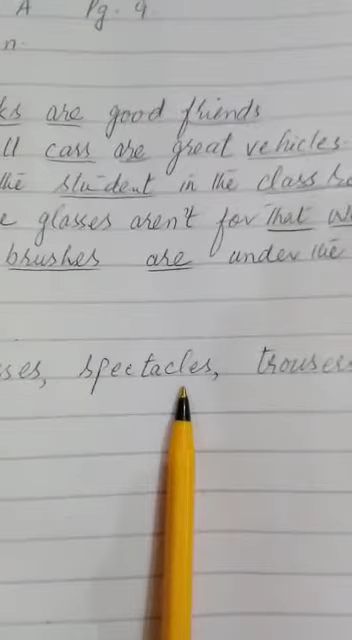 A Pg. 4
n.
ks are good friends
ll cars are great vehicles.
the student in the class
e glasses aren't for that
brushes are under the
ses, spectacles, trousers